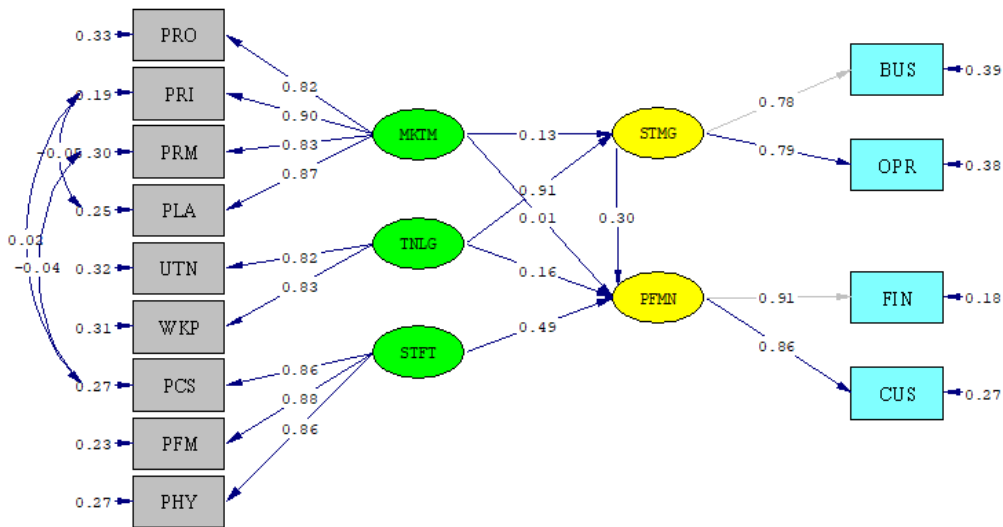 0.33 PRO
0.19 PRI
0.30 PRM
0.25 PLA
0.32 UTN
0.31 WKP
0.27 PCS
0.23 PFM
0.27 PHY
-0.05
0.02
-0.04
0.82
0.90
0.83
0.87
0.82
0.83
0.86
0.88
0.86
MKTM
TNLG
STFT
0.13
0.91
0.01
0.30
0.16
0.49
STMG
PFMN
0.78
0.79
0.91
0.86
BUS 0.39
OPR 0.38
FIN 0.18
CUS 0.27